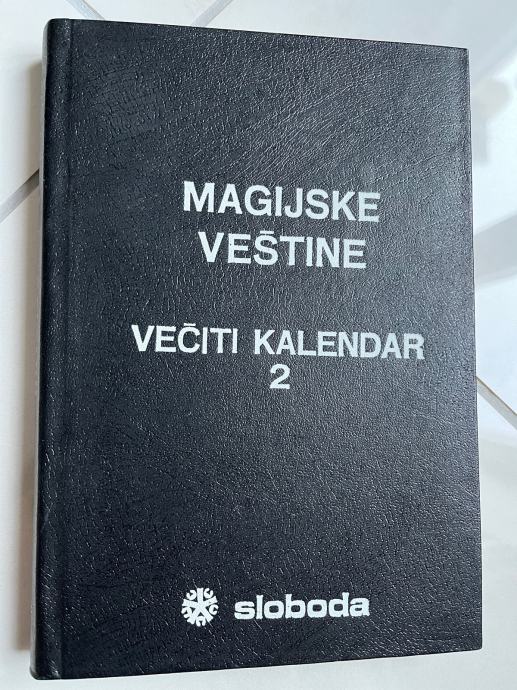 MAGIJSKE
VEŠTINE
VEČITI KALENDAR
2
sloboda